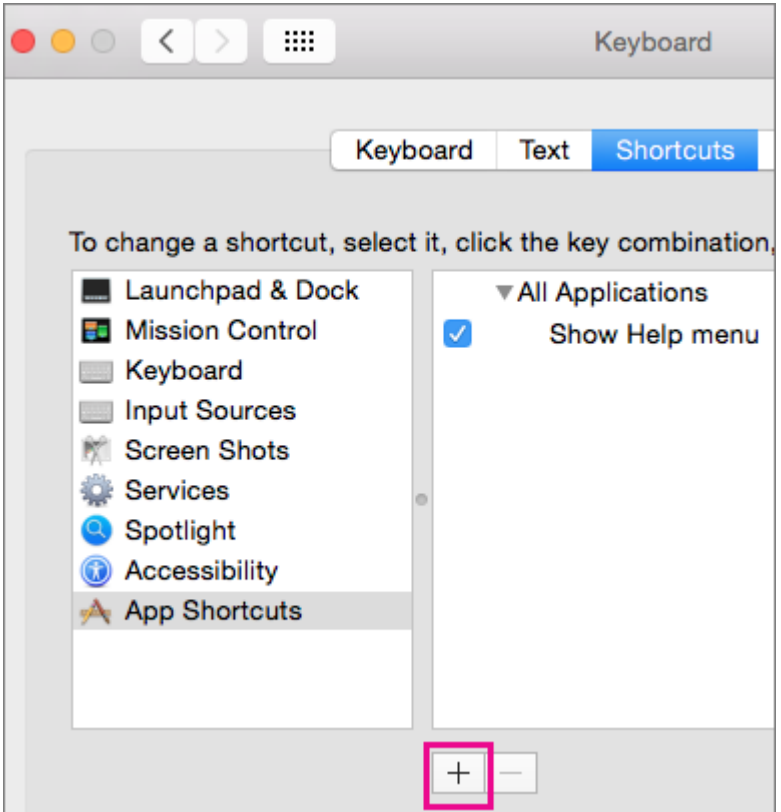 Keyboard
Keyboard Text Shortcuts
To change a shortcut, select it, click the key combination,
Launchpad & Dock
Mission Control
Keyboard
Input Sources
Screen Shots
Services
Spotlight
Accessibility
App Shortcuts
All Applications
Show Help menu